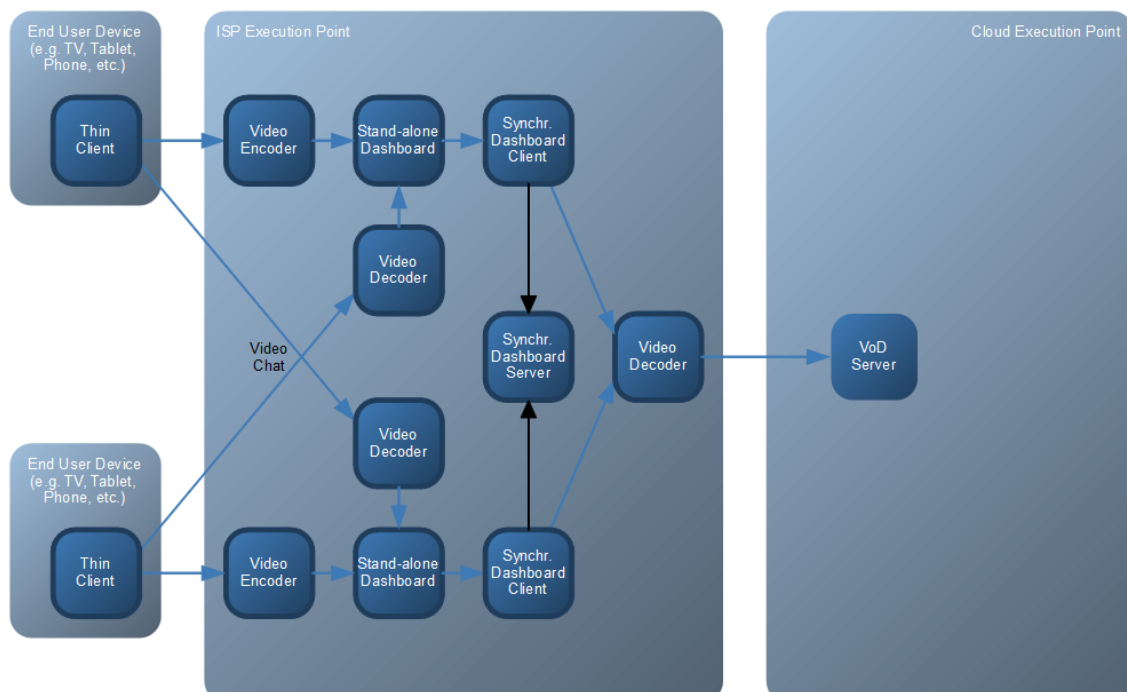 End User Device
(e.g. TV, Tablet,
Phone, etc.)
ISP Execution Point
Cloud Execution Point
Thin
Client
Video
Encoder
Stand-alone
Dashboard
Synchr.
Dashboard
Client
Video
Decoder
Video
Chat
Synchr.
Dashboard
Server
Video
Decoder
VoD
Server
Video
Decoder
End User Device
(e.g. TV, Tablet,
Phone, etc.)
Thin
Client
Video
Encoder
Stand-alone
Dashboard
Synchr.
Dashboard
Client